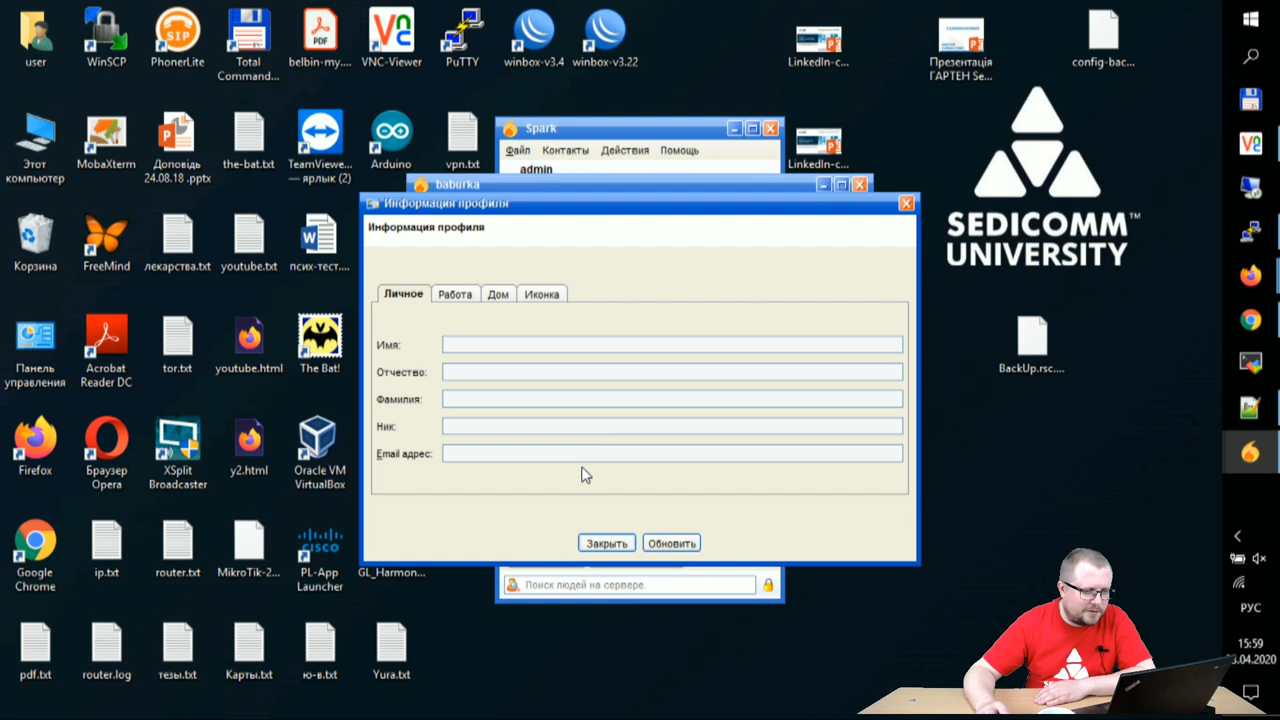 user
WinSCP
PhonerLite
Total
Command...
belbin-my....
VNC-Viewer
PuTTY
winbox-v3.4
winbox-v3.22
LinkedIn-c...
Презентація
ГАРТЕН Se...
config-bac...
Этот
компьютер
MobaXterm
Доповідь
24.08.18 .pptx
the-bat.txt
TeamViewe...
— ярлык (2)
Arduino
vpn.txt
LinkedIn-c...
Spark
Файл Контакты Действия Помощь
admin
baburka
Информация профиля
Информация профиля
Личное Работа Дом Иконка
Имя:
Отчество:
Фамилия:
Ник:
Email адрес:
Закрыть Обновить
Поиск людей на сервере.
SEDICOMM™
UNIVERSITY
BackUp.rsc....
Корзина
FreeMind
лекарства.txt
youtube.txt
псих-тест....
Панель
управления
Acrobat
Reader DC
tor.txt
youtube.html
The Bat!
Firefox
Браузер
Opera
XSplit
Broadcaster
y2.html
Oracle VM
VirtualBox
Google
Chrome
ip.txt
router.txt
MikroTik-2...
PL-App
Launcher
GL_Harmon...
pdf.txt
router.log
тезы.txt
Карты.txt
ю-в.txt
Yura.txt
SIP
PDF
CISCO
РУС
15:59
.04.2020